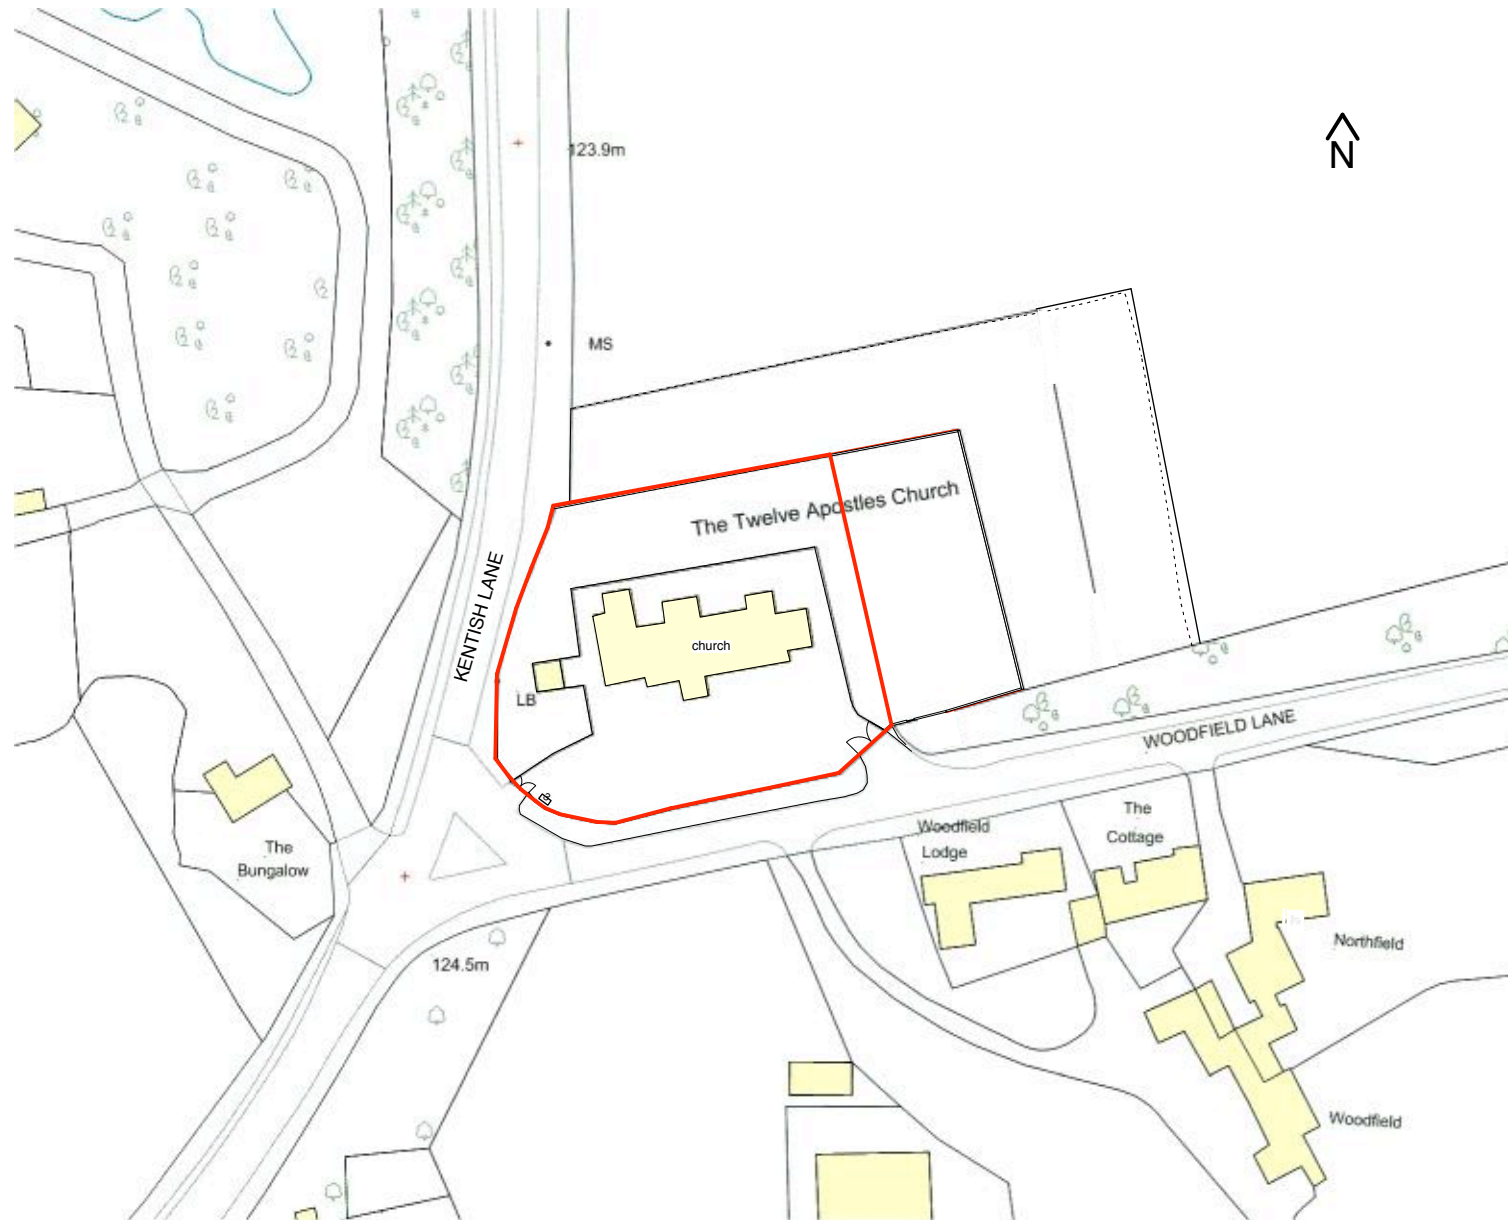 N
123.9m
MS
The Twelve Apostles Church
KENTISH LANE
church
LB
WOODFIELD LANE
The
Bungalow
Woodfield
Lodge
The
Cottage
Northfield
124.5m
Woodfield